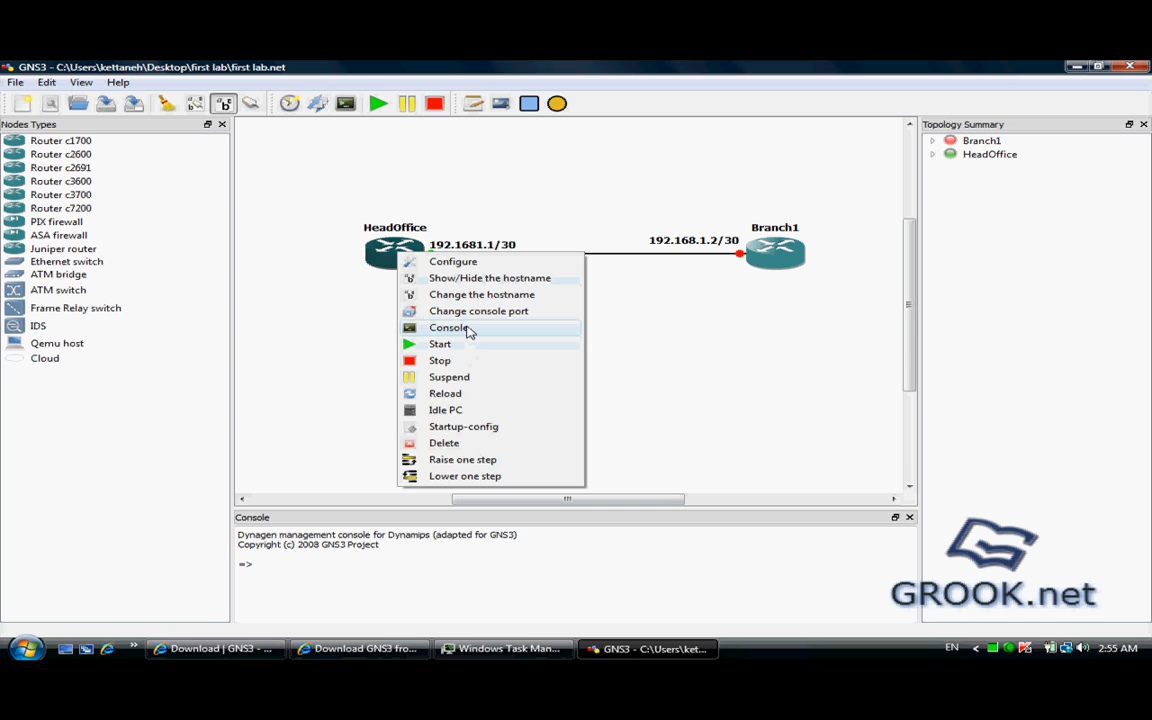 GNS3 - C:\Users\kettaneh\Desktop\first lab\first lab.net
File Edit View Help
Nodes Types
Router c1700
Router c2600
Router c2691
Router c3600
Router c3700
Router c7200
PIX firewall
ASA firewall
Juniper router
Ethernet switch
ATM bridge
ATM switch
Frame Relay switch
IDS
Qemu host
Cloud
HeadOffice
192.1681.1/30
192.168.1.2/30
Branch1
Configure
Show/Hide the hostname
Change the hostname
Change console port
Console
Start
Stop
Suspend
Reload
Idle PC
Startup-config
Delete
Raise one step
Lower one step
Topology Summary
Branch1
HeadOffice
Console
Dynagen management console for Dynamips (adapted for GNS3)
Copyright (c) 2008 GNS3 Project
=>
GROOK.net
Download | GNS3 - ...
Download GNS3 fro...
Windows Task Man...
GNS3 - C:\Users\ket...
EN
2:55 AM